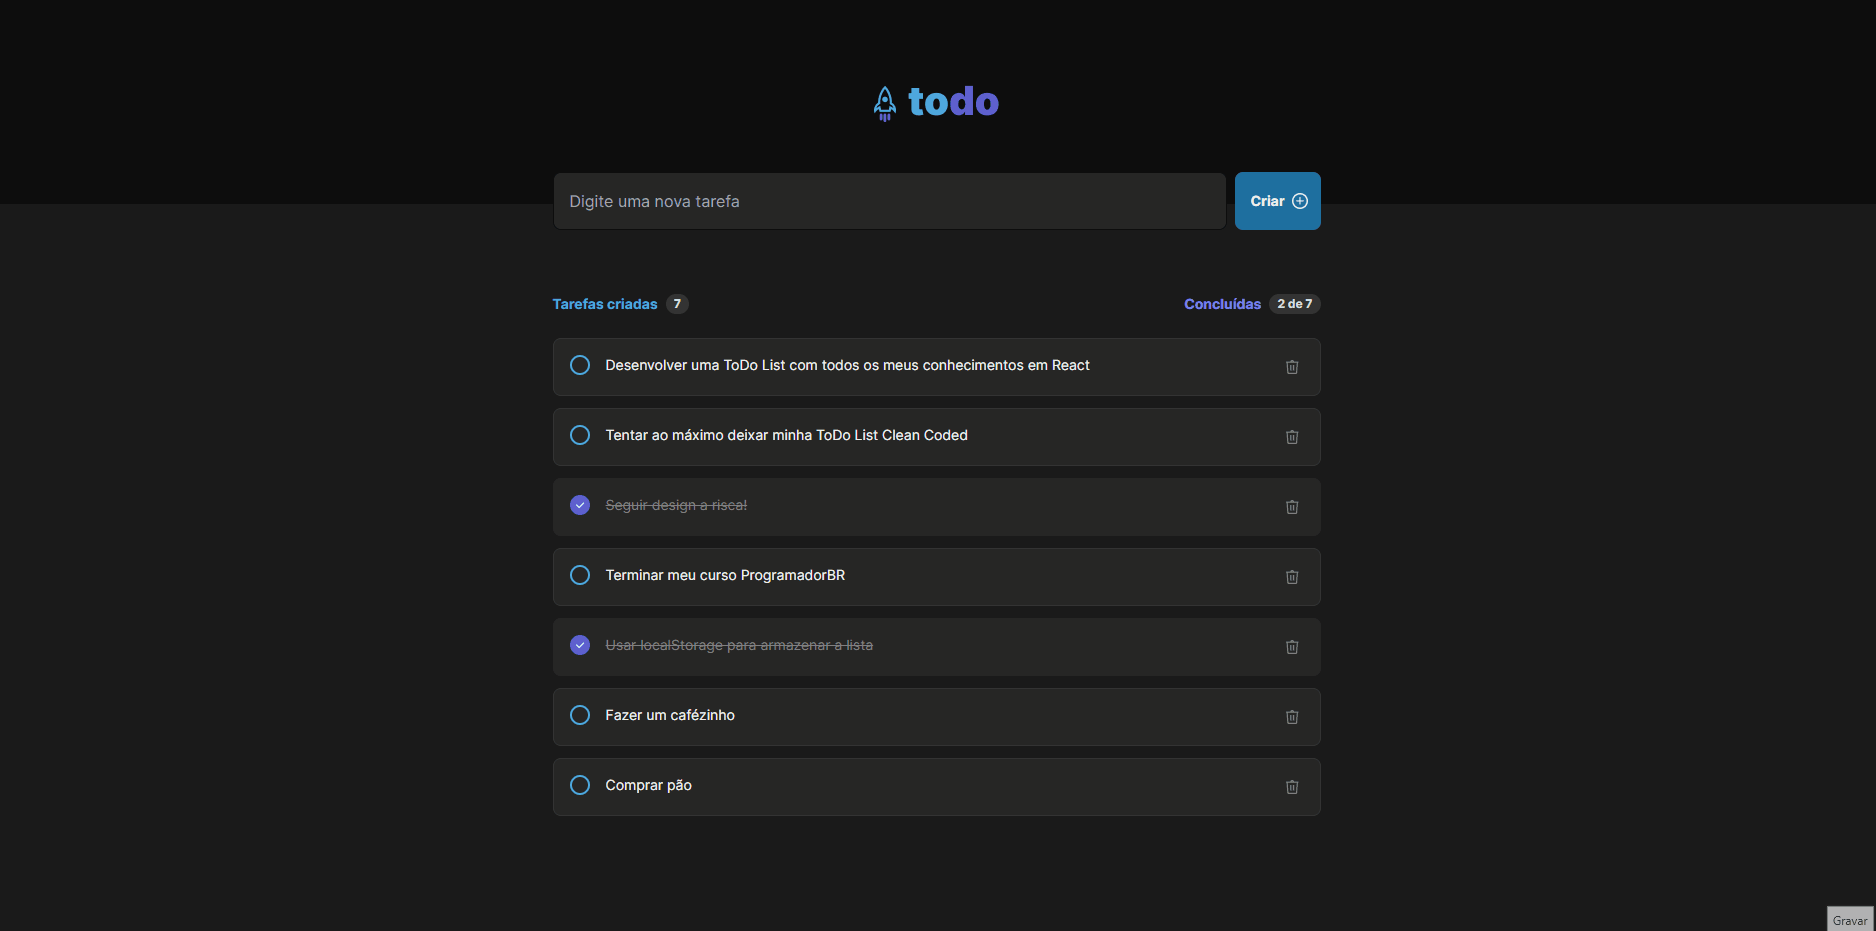 todo
Digite uma nova tarefa
Criar
Tarefas criadas 7
Concluídas 2 de 7
Desenvolver uma ToDo List com todos os meus conhecimentos em React
Tentar ao máximo deixar minha ToDo List Clean Coded
Seguir design a risca!
Terminar meu curso ProgramadorBR
Usar localStorage para armazenar a lista
Fazer um cafézinho
Comprar pão
Gravar